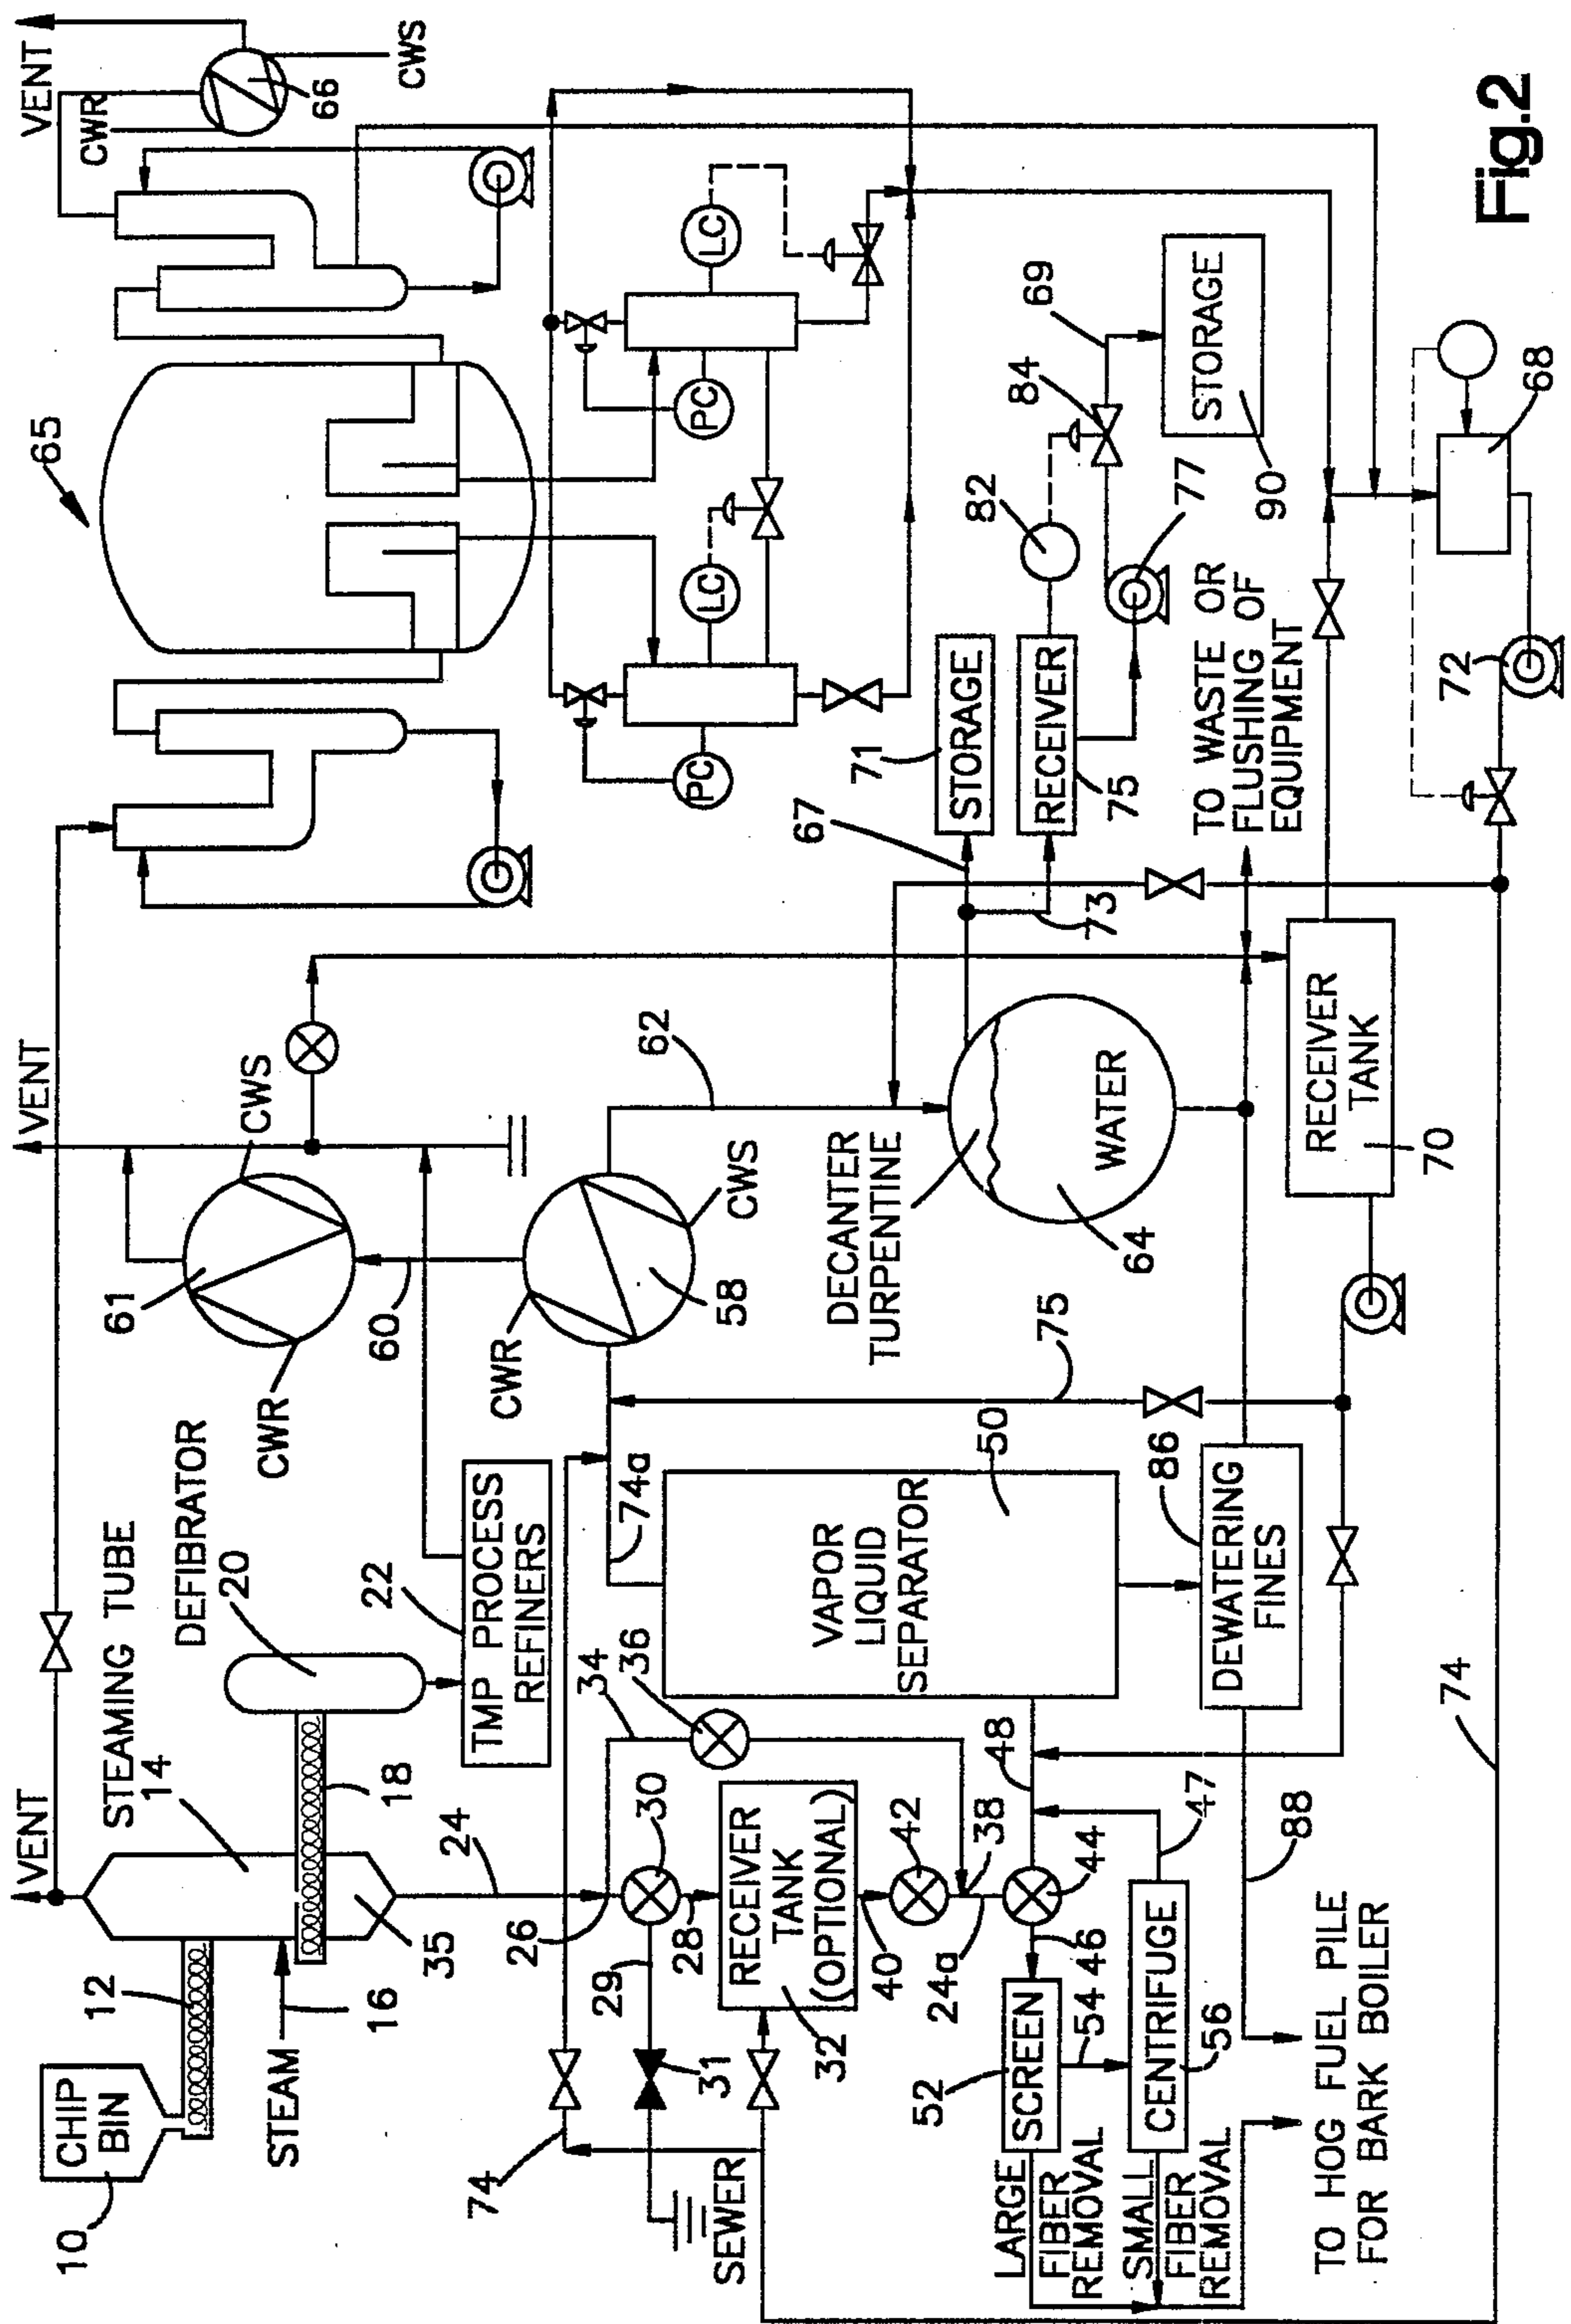 VENT
CWR
66
CWS
65
LC
PC
LC
PC
69
84
STORAGE
90
82
77
68
72
71
STORAGE
RECEIVER
75
67
73
TO WASTE OR
FLUSHING OF
EQUIPMENT
VENT
CWS
61
CWR
60
CWR
58
CWS
62
DECANTER
TURPENTINE
WATER
64
RECEIVER
TANK
70
75
VENT
STEAMING TUBE
14
DEFIBRATOR
20
22
TMP PROCESS
REFINERS
18
12
CHIP
BIN
10
STEAM
16
35
24
26
74a
34
36
30
29
28
31
74
SEWER
RECEIVER
TANK
(OPTIONAL)
32
40
42
38
24a
44
46
48
47
50
VAPOR
LIQUID
SEPARATOR
86
DEWATERING
FINES
88
52
SCREEN
54
CENTRIFUGE
56
LARGE
FIBER
REMOVAL
SMALL
FIBER
REMOVAL
TO HOG FUEL PILE
FOR BARK BOILER
74
Fig.2